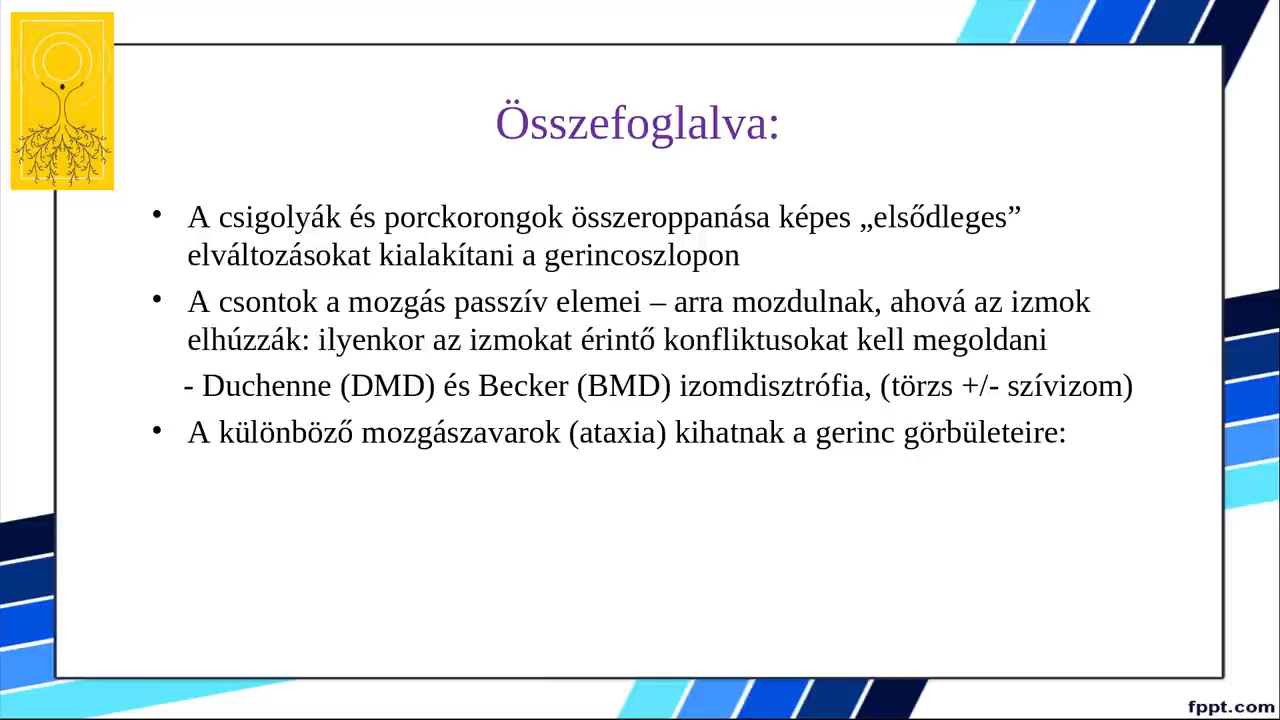 Összefoglalva:
• A csigolyák és porckorongok összeroppanása képes „elsődleges”
elváltozásokat kialakítani a gerincoszlopon
• A csontok a mozgás passzív elemei – arra mozdulnak, ahová az izmok
elhúzzák: ilyenkor az izmokat érintő konfliktusokat kell megoldani
- Duchenne (DMD) és Becker (BMD) izomdisztrófia, (törzs +/- szívizom)
• A különböző mozgászavarok (ataxia) kihatnak a gerinc görbületeire:
fppt.com